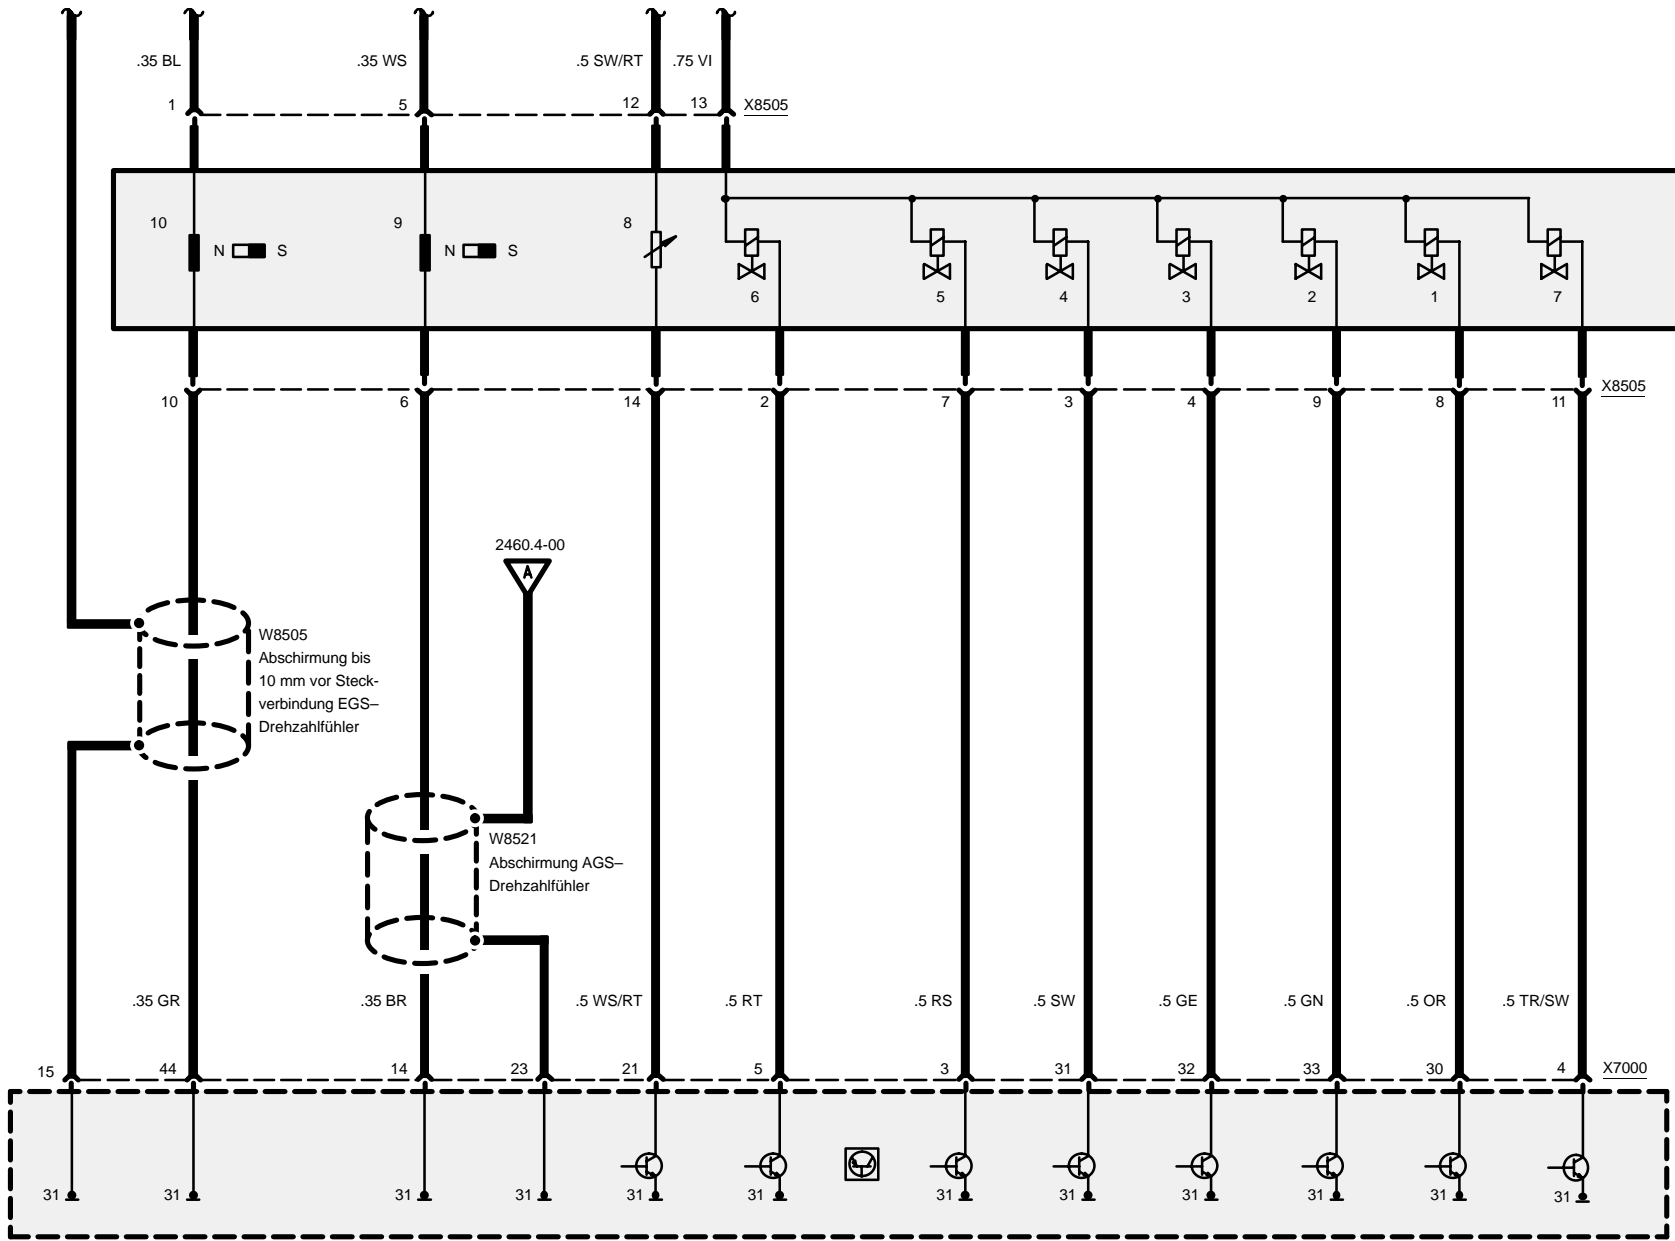 .35 BL .35 WS .5 SW/RT .75 VI
1 5 12 13 X8505
10 9 8
N S N S
6 5 4 3 2 1 7
X8505
10 6 14 2 7 3 4 9 8 11
2460.4-00
A
W8505
Abschirmung bis
10 mm vor Steck-
verbindung EGS–
Drehzahlfühler
W8521
Abschirmung AGS–
Drehzahlfühler
.35 GR .35 BR .5 WS/RT .5 RT .5 RS .5 SW .5 GE .5 GN .5 OR .5 TR/SW
15 44 14 23 21 5 3 31 32 33 30 4 X7000
31 31 31 31 31 31 31 31 31 31 31 31